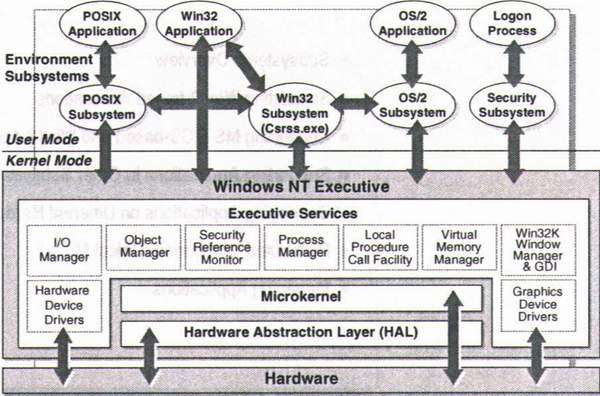 POSIX
Application
Win32
Application
OS/2
Application
Logon
Process
Environment
Subsystems
POSIX
Subsystem
Win32
Subsystem
(Csrss.exe)
OS/2
Subsystem
Security
Subsystem
User Mode
Kernel Mode
Windows NT Executive
Executive Services
I/O
Manager
Object
Manager
Security
Reference
Monitor
Process
Manager
Local
Procedure
Call Facility
Virtual
Memory
Manager
Win32K
Window
Manager
& GDI
Hardware
Device
Drivers
Microkernel
Graphics
Device
Drivers
Hardware Abstraction Layer (HAL)
Hardware